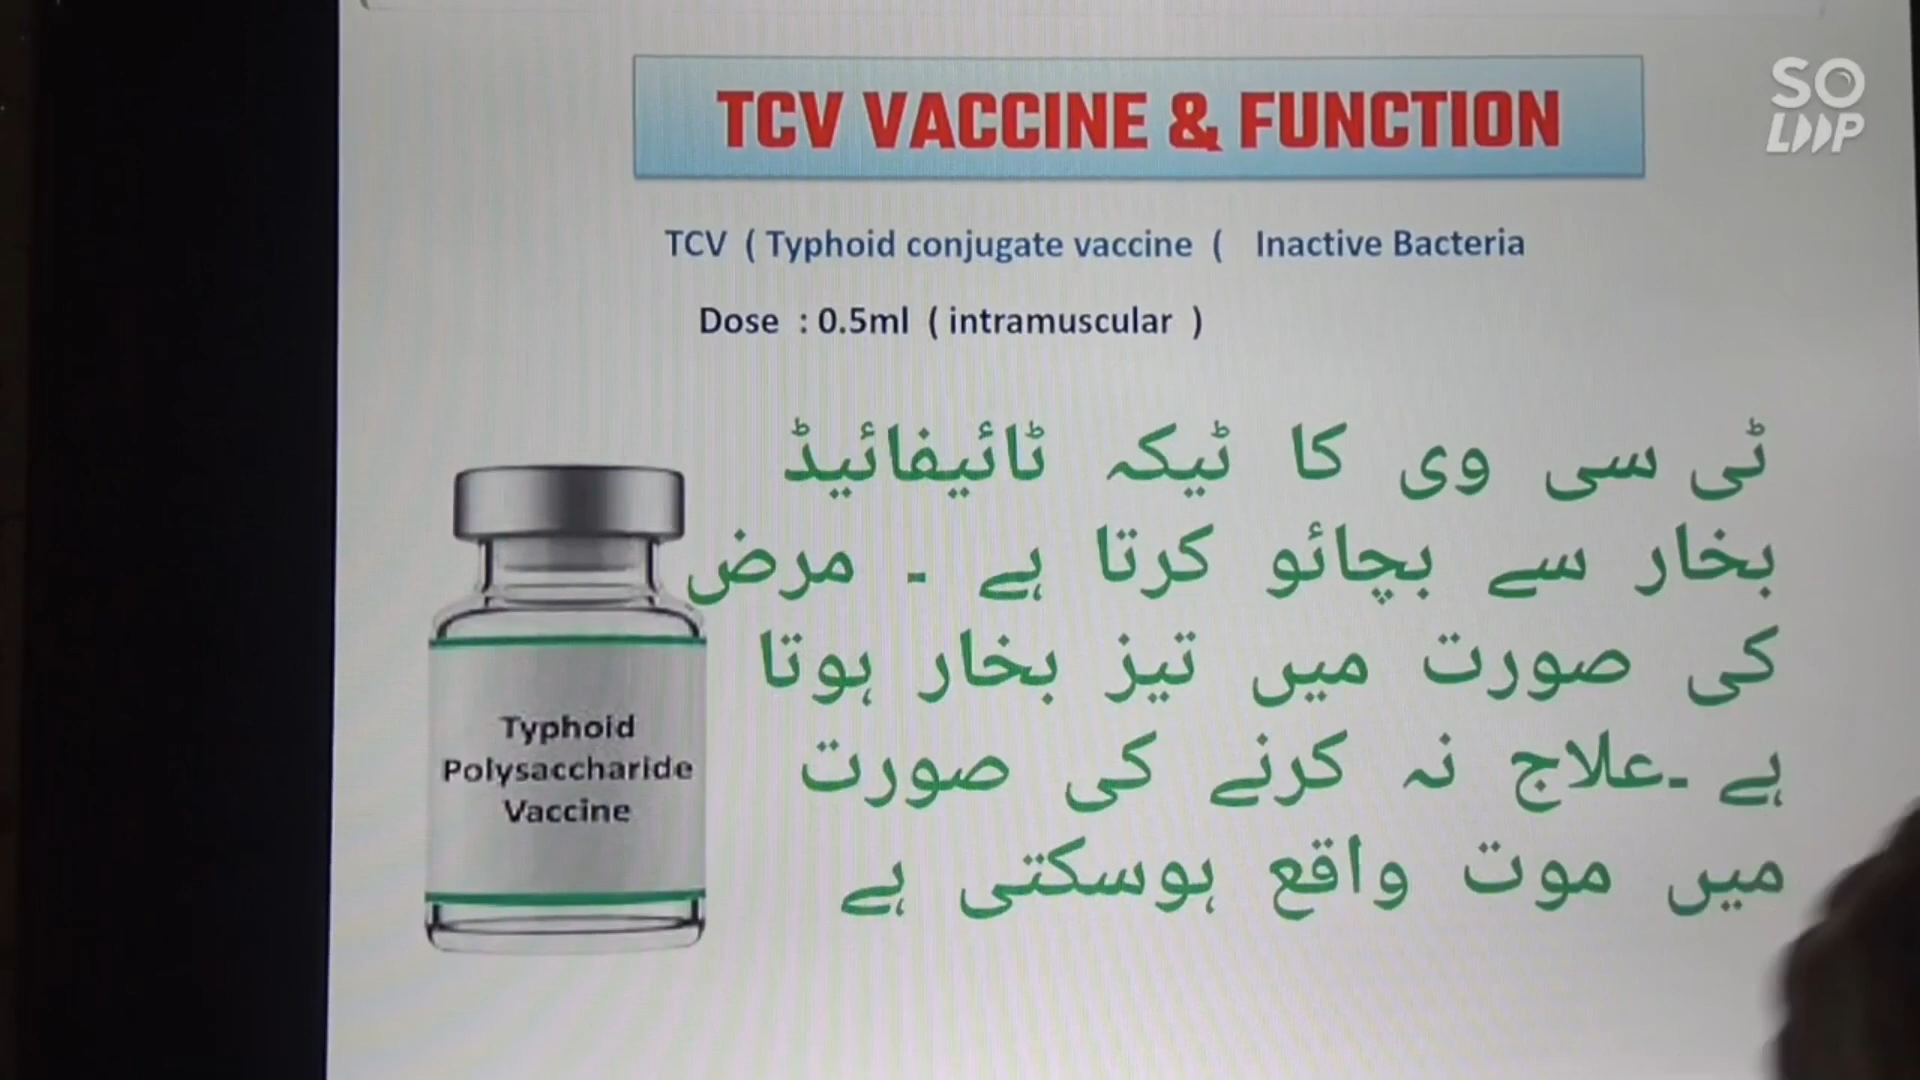 TCV VACCINE & FUNCTION
SO
LOOP
TCV ( Typhoid conjugate vaccine ( Inactive Bacteria
Dose : 0.5ml ( intramuscular )
ٹی سی وی کا ٹیکہ ٹائیفائیڈ
بخار سے بچائو کرتا ہے ۔ مرض
کی صورت میں تیز بخار ہوتا
ہے ۔علاج نہ کرنے کی صورت
میں موت واقع ہوسکتی ہے
Typhoid
Polysaccharide
Vaccine